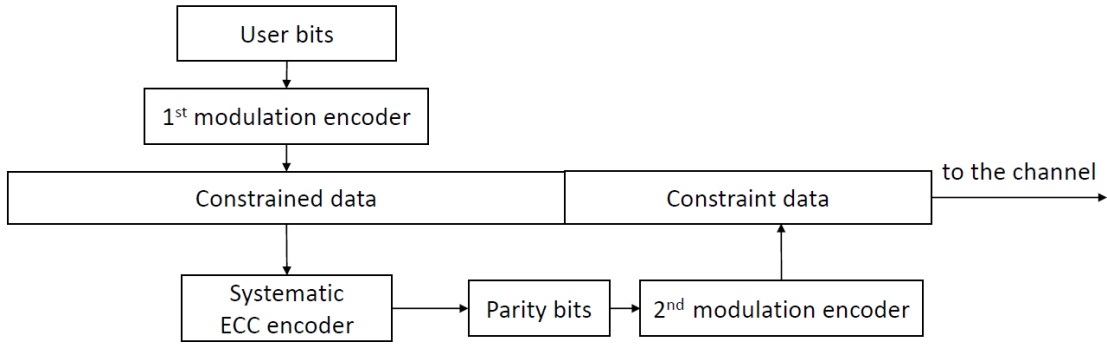 User bits
1st modulation encoder
to the channel
Constrained data
Constraint data
Systematic
ECC encoder
Parity bits
2nd modulation encoder